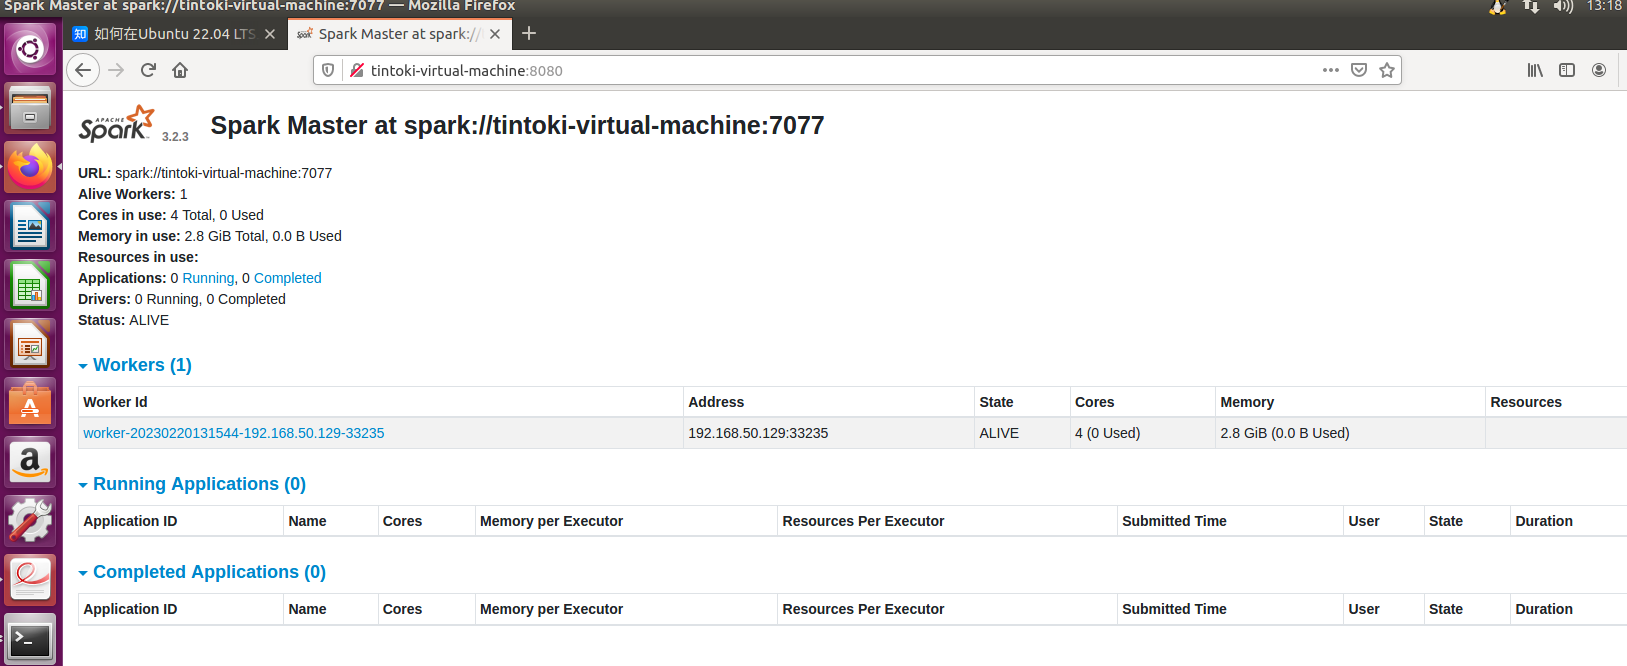 Spark Master at spark://tintoki-virtual-machine:7077 — Mozilla Firefox
13:18
知 如何在Ubuntu 22.04 LTS
Spark Master at spark://
tintoki-virtual-machine:8080
APACHE Spark 3.2.3 Spark Master at spark://tintoki-virtual-machine:7077
URL: spark://tintoki-virtual-machine:7077
Alive Workers: 1
Cores in use: 4 Total, 0 Used
Memory in use: 2.8 GiB Total, 0.0 B Used
Resources in use:
Applications: 0 Running, 0 Completed
Drivers: 0 Running, 0 Completed
Status: ALIVE
Workers (1)
Worker Id Address State Cores Memory Resources
worker-20230220131544-192.168.50.129-33235 192.168.50.129:33235 ALIVE 4 (0 Used) 2.8 GiB (0.0 B Used)
Running Applications (0)
Application ID Name Cores Memory per Executor Resources Per Executor Submitted Time User State Duration
Completed Applications (0)
Application ID Name Cores Memory per Executor Resources Per Executor Submitted Time User State Duration